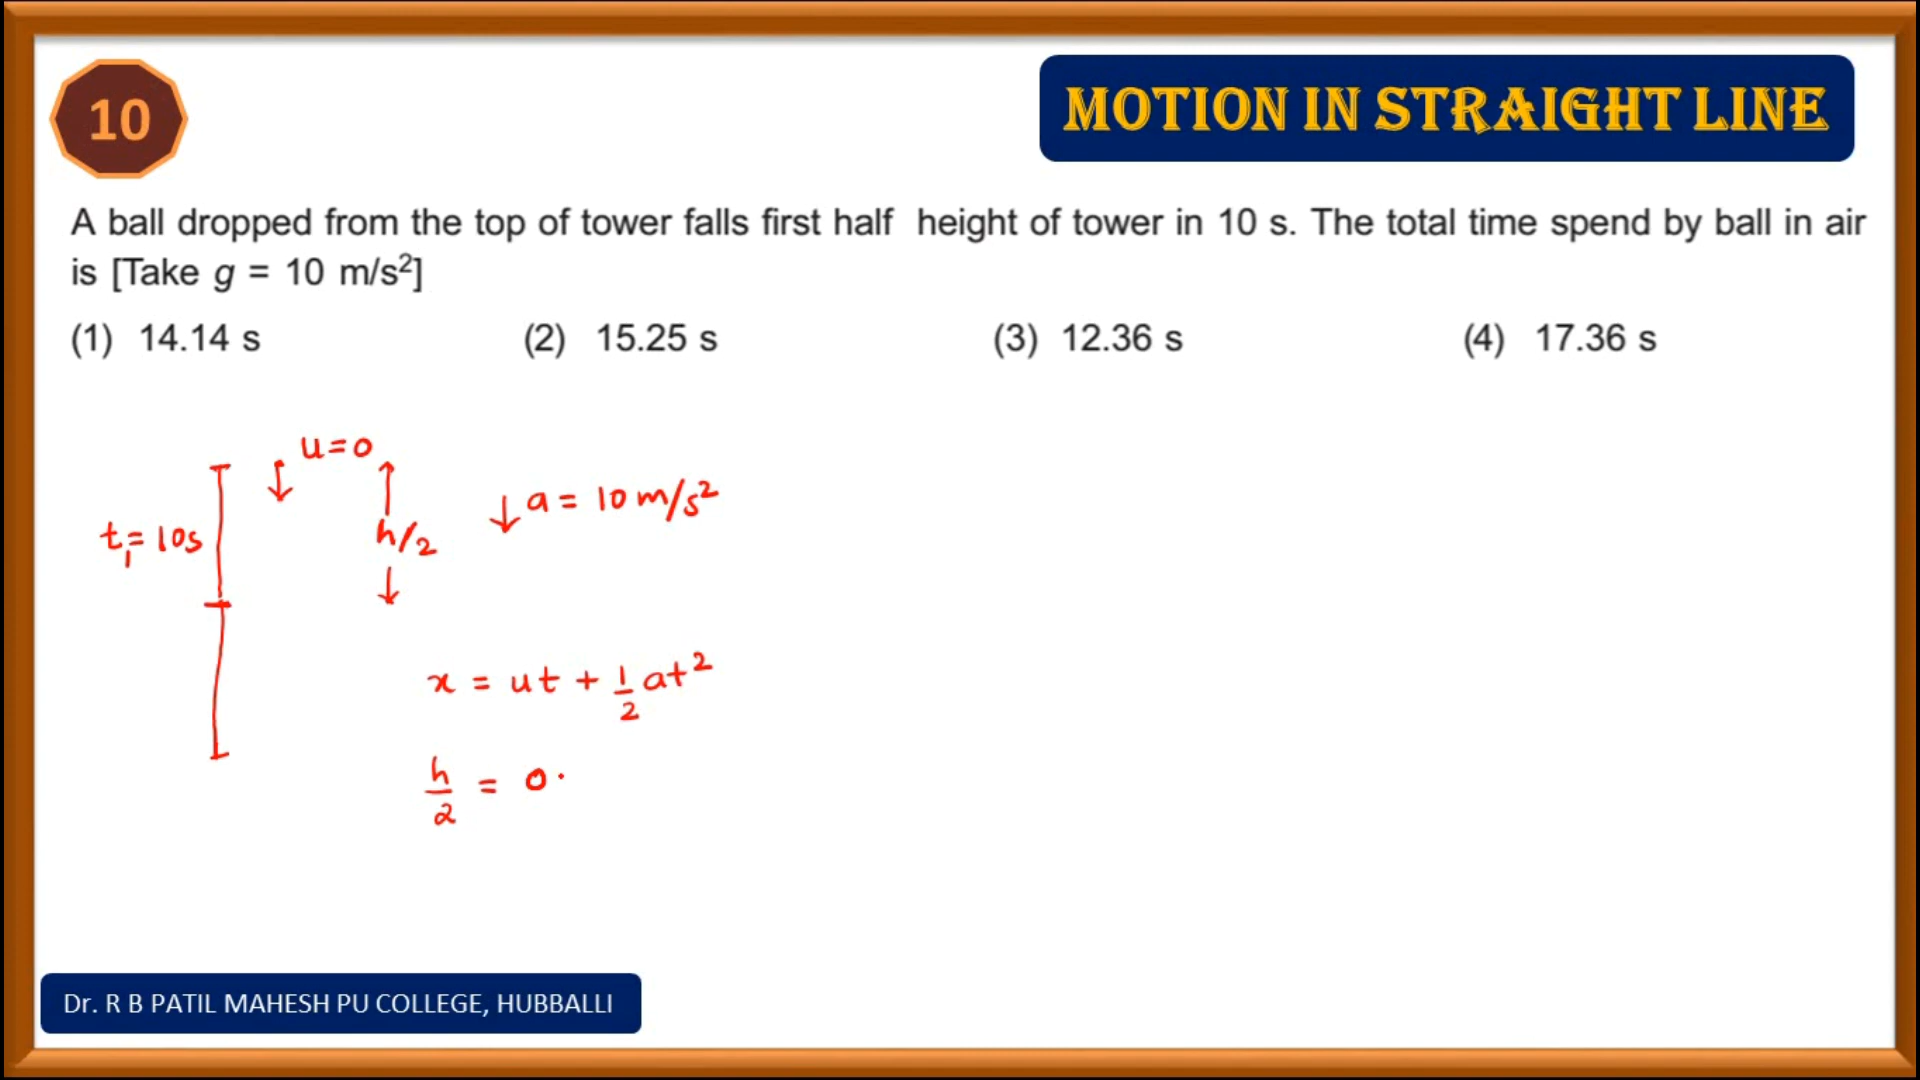 10
MOTION IN STRAIGHT LINE
A ball dropped from the top of tower falls first half height of tower in 10 s. The total time spend by ball in air
is [Take g = 10 m/s²]
(1) 14.14 s (2) 15.25 s (3) 12.36 s (4) 17.36 s
u=0
↓a = 10 m/s²
t₁= 10s
h/2
x = ut + 1/2 at²
h/2 = 0.
Dr. R B PATIL MAHESH PU COLLEGE, HUBBALLI